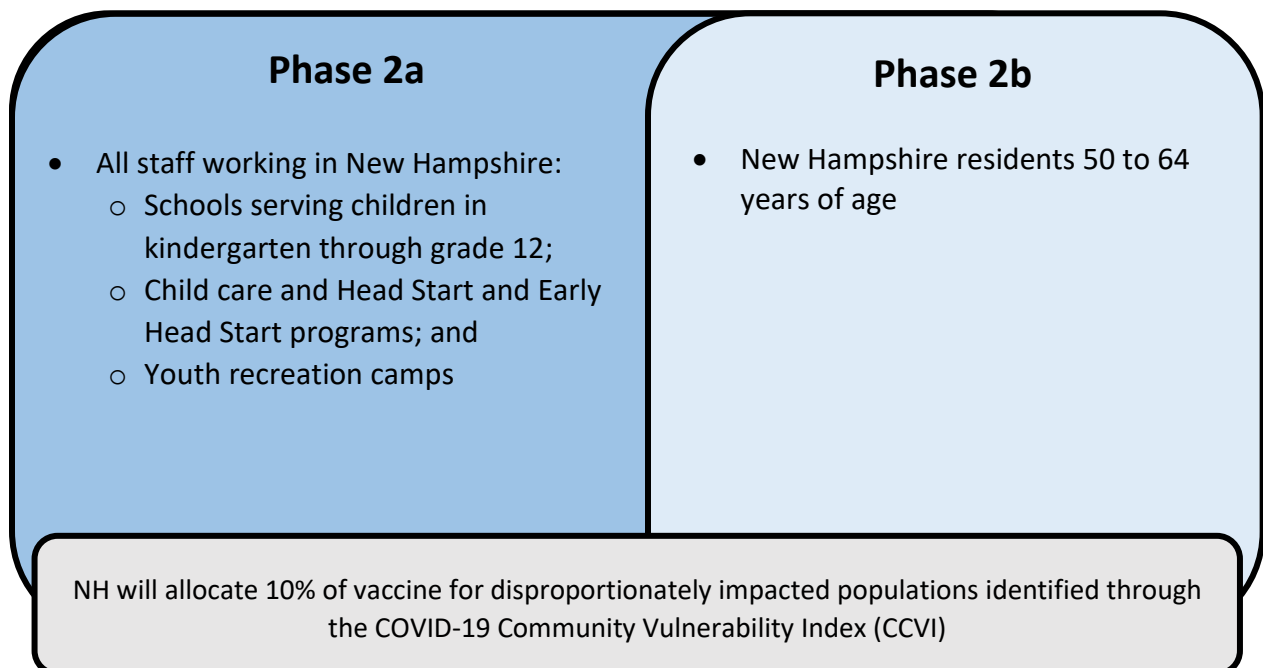 Phase 2a
• All staff working in New Hampshire:
o Schools serving children in
kindergarten through grade 12;
o Child care and Head Start and Early
Head Start programs; and
o Youth recreation camps
Phase 2b
• New Hampshire residents 50 to 64
years of age
NH will allocate 10% of vaccine for disproportionately impacted populations identified through
the COVID-19 Community Vulnerability Index (CCVI)